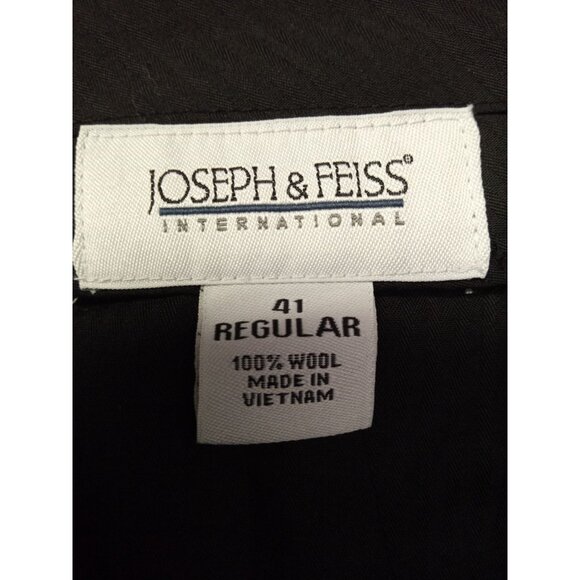 JOSEPH & FEISS®
INTERNATIONAL
41
REGULAR
100% WOOL
MADE IN
VIETNAM